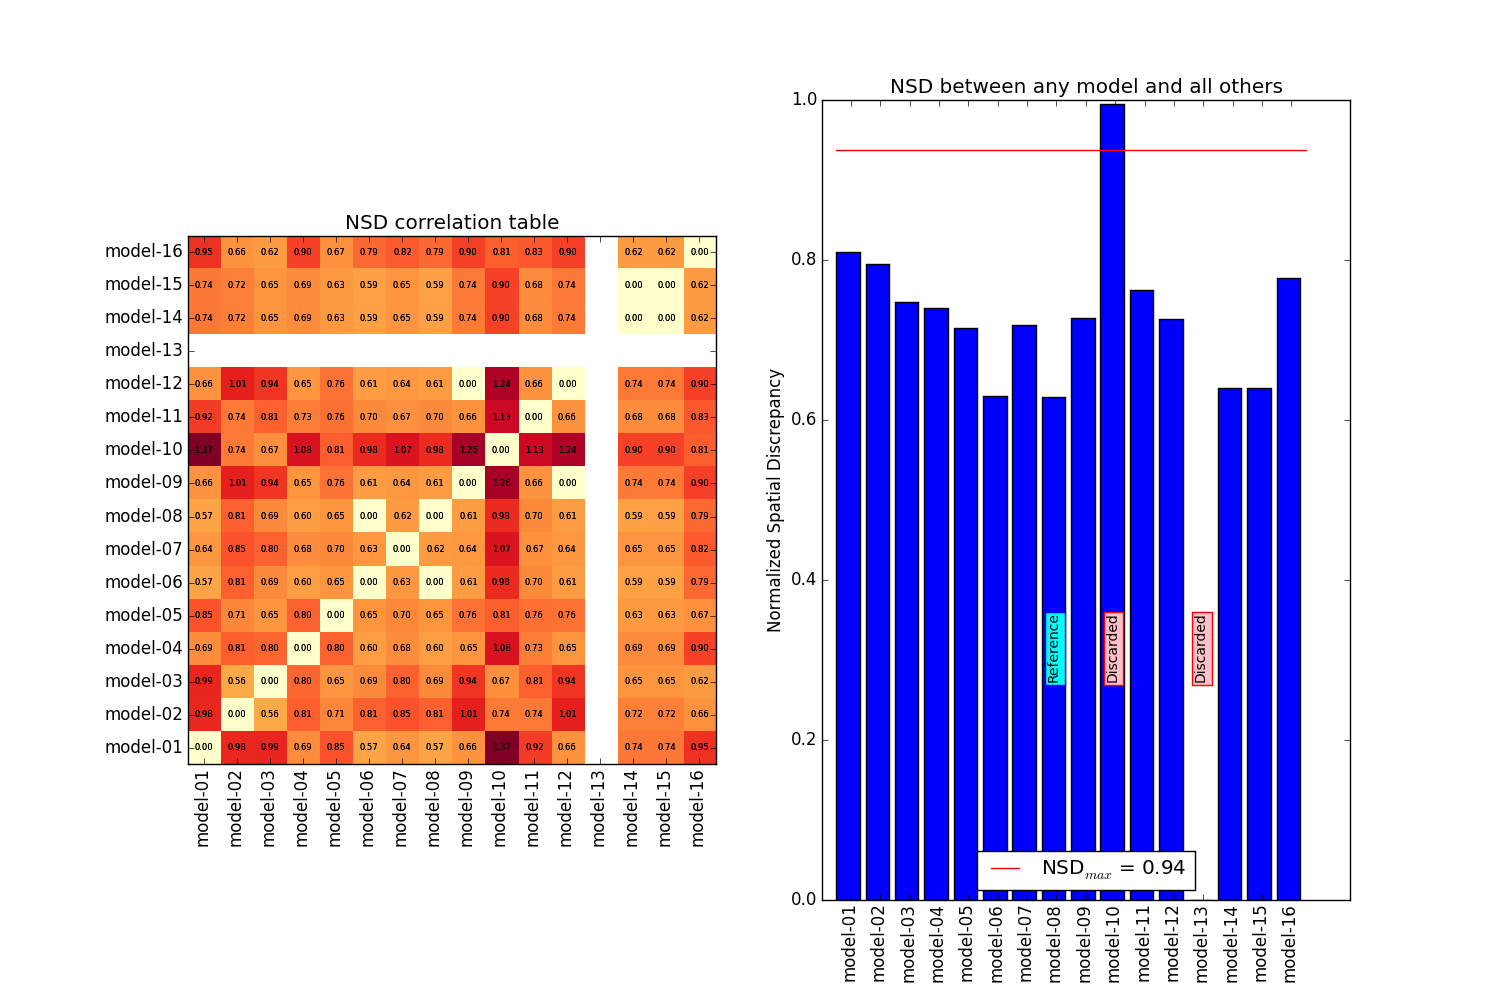 NSD correlation table
model-16 0.95 0.66 0.62 0.90 0.67 0.79 0.82 0.79 0.90 0.81 0.83 0.90 0.62 0.62 0.00
model-15 0.74 0.72 0.65 0.69 0.63 0.59 0.65 0.59 0.74 0.90 0.68 0.74 0.00 0.00 0.62
model-14 0.74 0.72 0.65 0.69 0.63 0.59 0.65 0.59 0.74 0.90 0.68 0.74 0.00 0.00 0.62
model-13
model-12 0.66 1.01 0.94 0.65 0.76 0.61 0.64 0.61 0.00 1.24 0.66 0.00 0.74 0.74 0.90
model-11 0.92 0.74 0.81 0.73 0.76 0.70 0.67 0.70 0.66 1.13 0.00 0.66 0.68 0.68 0.83
model-10 1.37 0.74 0.67 1.08 0.81 0.98 1.07 0.98 1.26 0.00 1.13 1.24 0.90 0.90 0.81
model-09 0.66 1.01 0.94 0.65 0.76 0.61 0.64 0.61 0.00 1.26 0.66 0.00 0.74 0.74 0.90
model-08 0.57 0.81 0.69 0.60 0.65 0.00 0.62 0.00 0.61 0.98 0.70 0.61 0.59 0.59 0.79
model-07 0.64 0.85 0.80 0.68 0.70 0.63 0.00 0.62 0.64 1.07 0.67 0.64 0.65 0.65 0.82
model-06 0.57 0.81 0.69 0.60 0.65 0.00 0.63 0.00 0.61 0.98 0.70 0.61 0.59 0.59 0.79
model-05 0.85 0.71 0.65 0.80 0.00 0.65 0.70 0.65 0.76 0.81 0.76 0.76 0.63 0.63 0.67
model-04 0.69 0.81 0.80 0.00 0.80 0.60 0.68 0.60 0.65 1.08 0.73 0.65 0.69 0.69 0.90
model-03 0.99 0.56 0.00 0.80 0.65 0.69 0.80 0.69 0.94 0.67 0.81 0.94 0.65 0.65 0.62
model-02 0.98 0.00 0.56 0.81 0.71 0.81 0.85 0.81 1.01 0.74 0.74 1.01 0.72 0.72 0.66
model-01 0.00 0.98 0.99 0.69 0.85 0.57 0.64 0.57 0.66 1.37 0.92 0.66 0.74 0.74 0.95
model-01 model-02 model-03 model-04 model-05 model-06 model-07 model-08 model-09 model-10 model-11 model-12 model-13 model-14 model-15 model-16
NSD between any model and all others
Normalized Spatial Discrepancy
1.0
0.8
0.6
0.4
0.2
0.0
Reference
Discarded
Discarded
NSDmax = 0.94
model-01 model-02 model-03 model-04 model-05 model-06 model-07 model-08 model-09 model-10 model-11 model-12 model-13 model-14 model-15 model-16